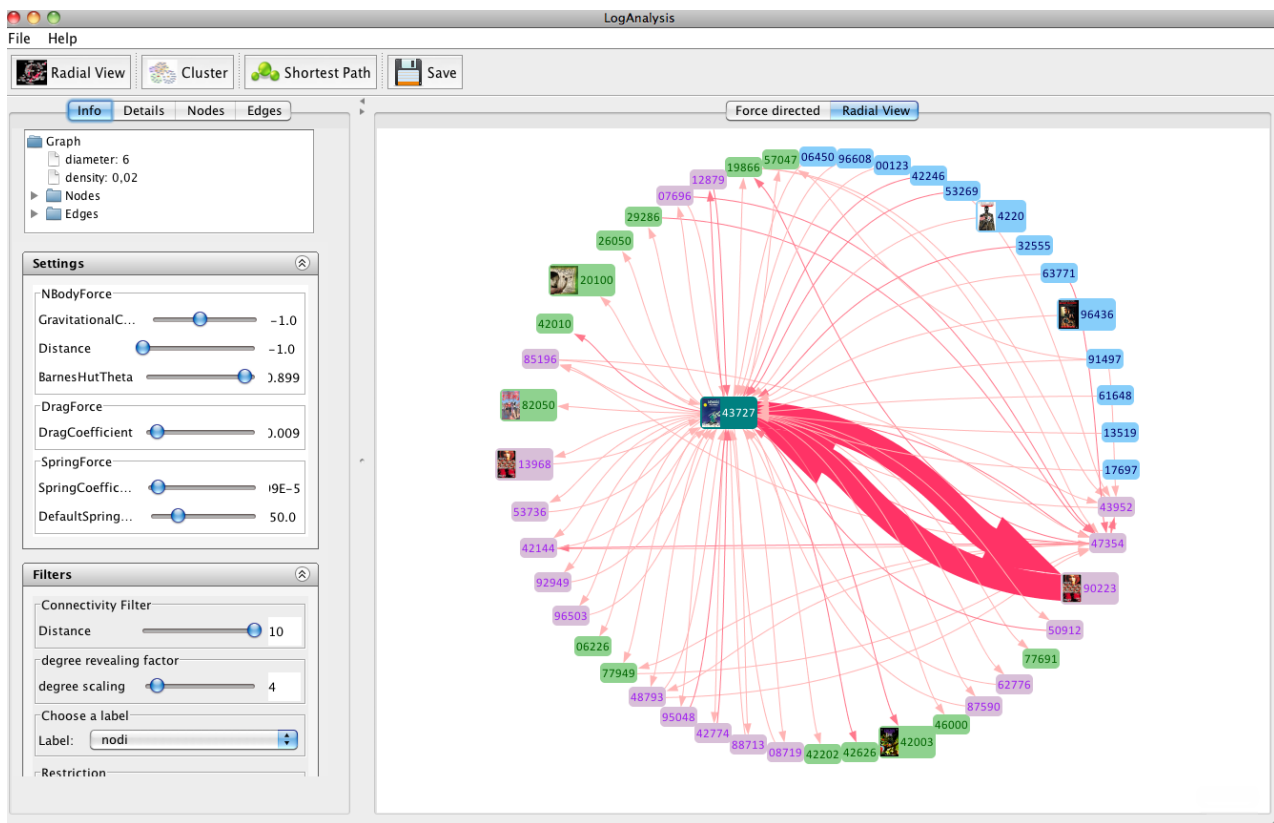 LogAnalysis
File Help
Radial View Cluster Shortest Path Save
Info Details Nodes Edges
Graph
diameter: 6
density: 0,02
Nodes
Edges
Settings
NBodyForce
GravitationalC... -1.0
Distance -1.0
BarnesHutTheta 0.899
DragForce
DragCoefficient 0.009
SpringForce
SpringCoeffic... 9E-5
DefaultSpring... 50.0
Filters
Connectivity Filter
Distance 10
degree revealing factor
degree scaling 4
Choose a label
Label: nodi
Restriction
Force directed Radial View
57047 06450 96608
19866 00123
12879 42246
07696 53269
29286 4220
26050 32555
20100 63771
42010 96436
85196 91497
82050 61648
43727
13519
13968 17697
53736 43952
42144 47354
92949 90223
96503 50912
06226 77691
77949 62776
48793 87590
95048 46000
42774 42003
88713 08719 42202 42626